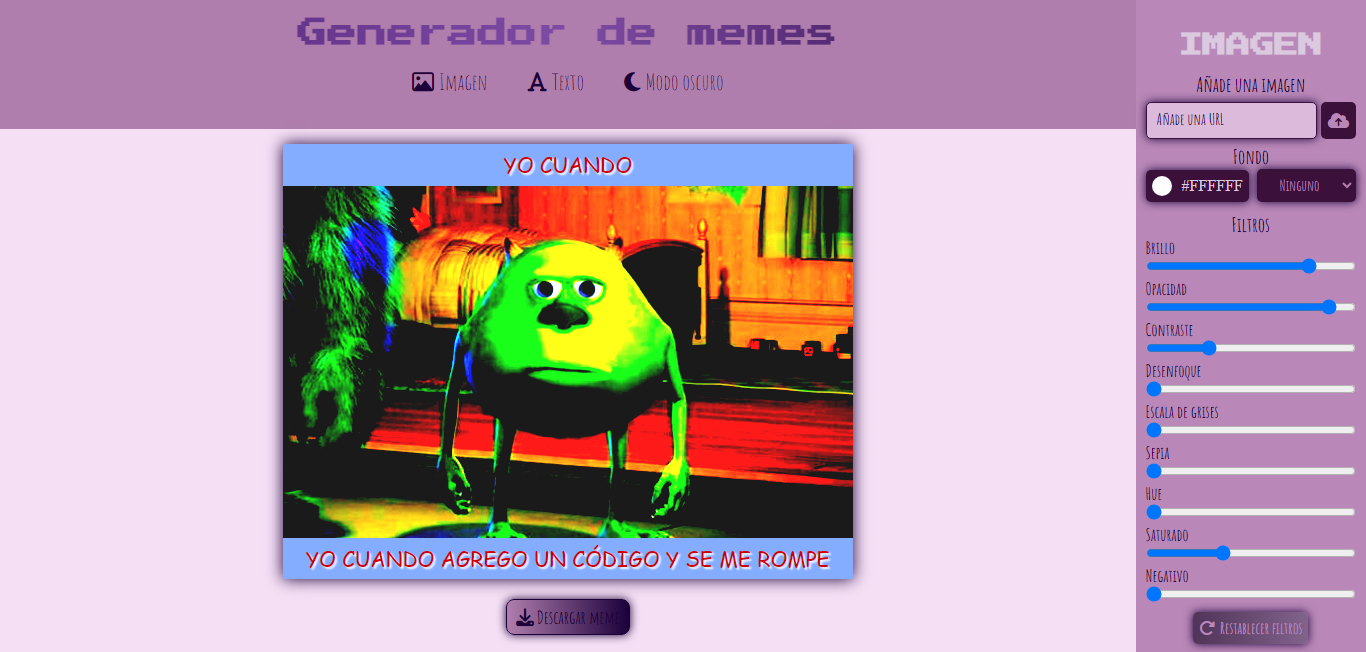 Generador de memes
Imagen
Texto
Modo oscuro
YO CUANDO
YO CUANDO AGREGO UN CÓDIGO Y SE ME ROMPE
Descargar meme
IMAGEN
Añade una imagen
Añade una URL
Fondo
#FFFFFF
Ninguno
Filtros
Brillo
Opacidad
Contraste
Desenfoque
Escala de grises
Sepia
Hue
Saturado
Negativo
Restablecer filtros